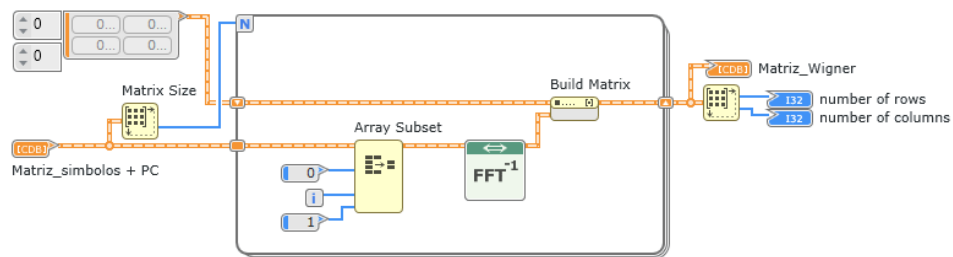 0
0... 0...
0... 0...
0
N
Matrix Size
Build Matrix
[CDB]
Matriz_Wigner
I32 number of rows
I32 number of columns
Array Subset
[CDB]
Matriz_simbolos + PC
0
FFT-1
i
1